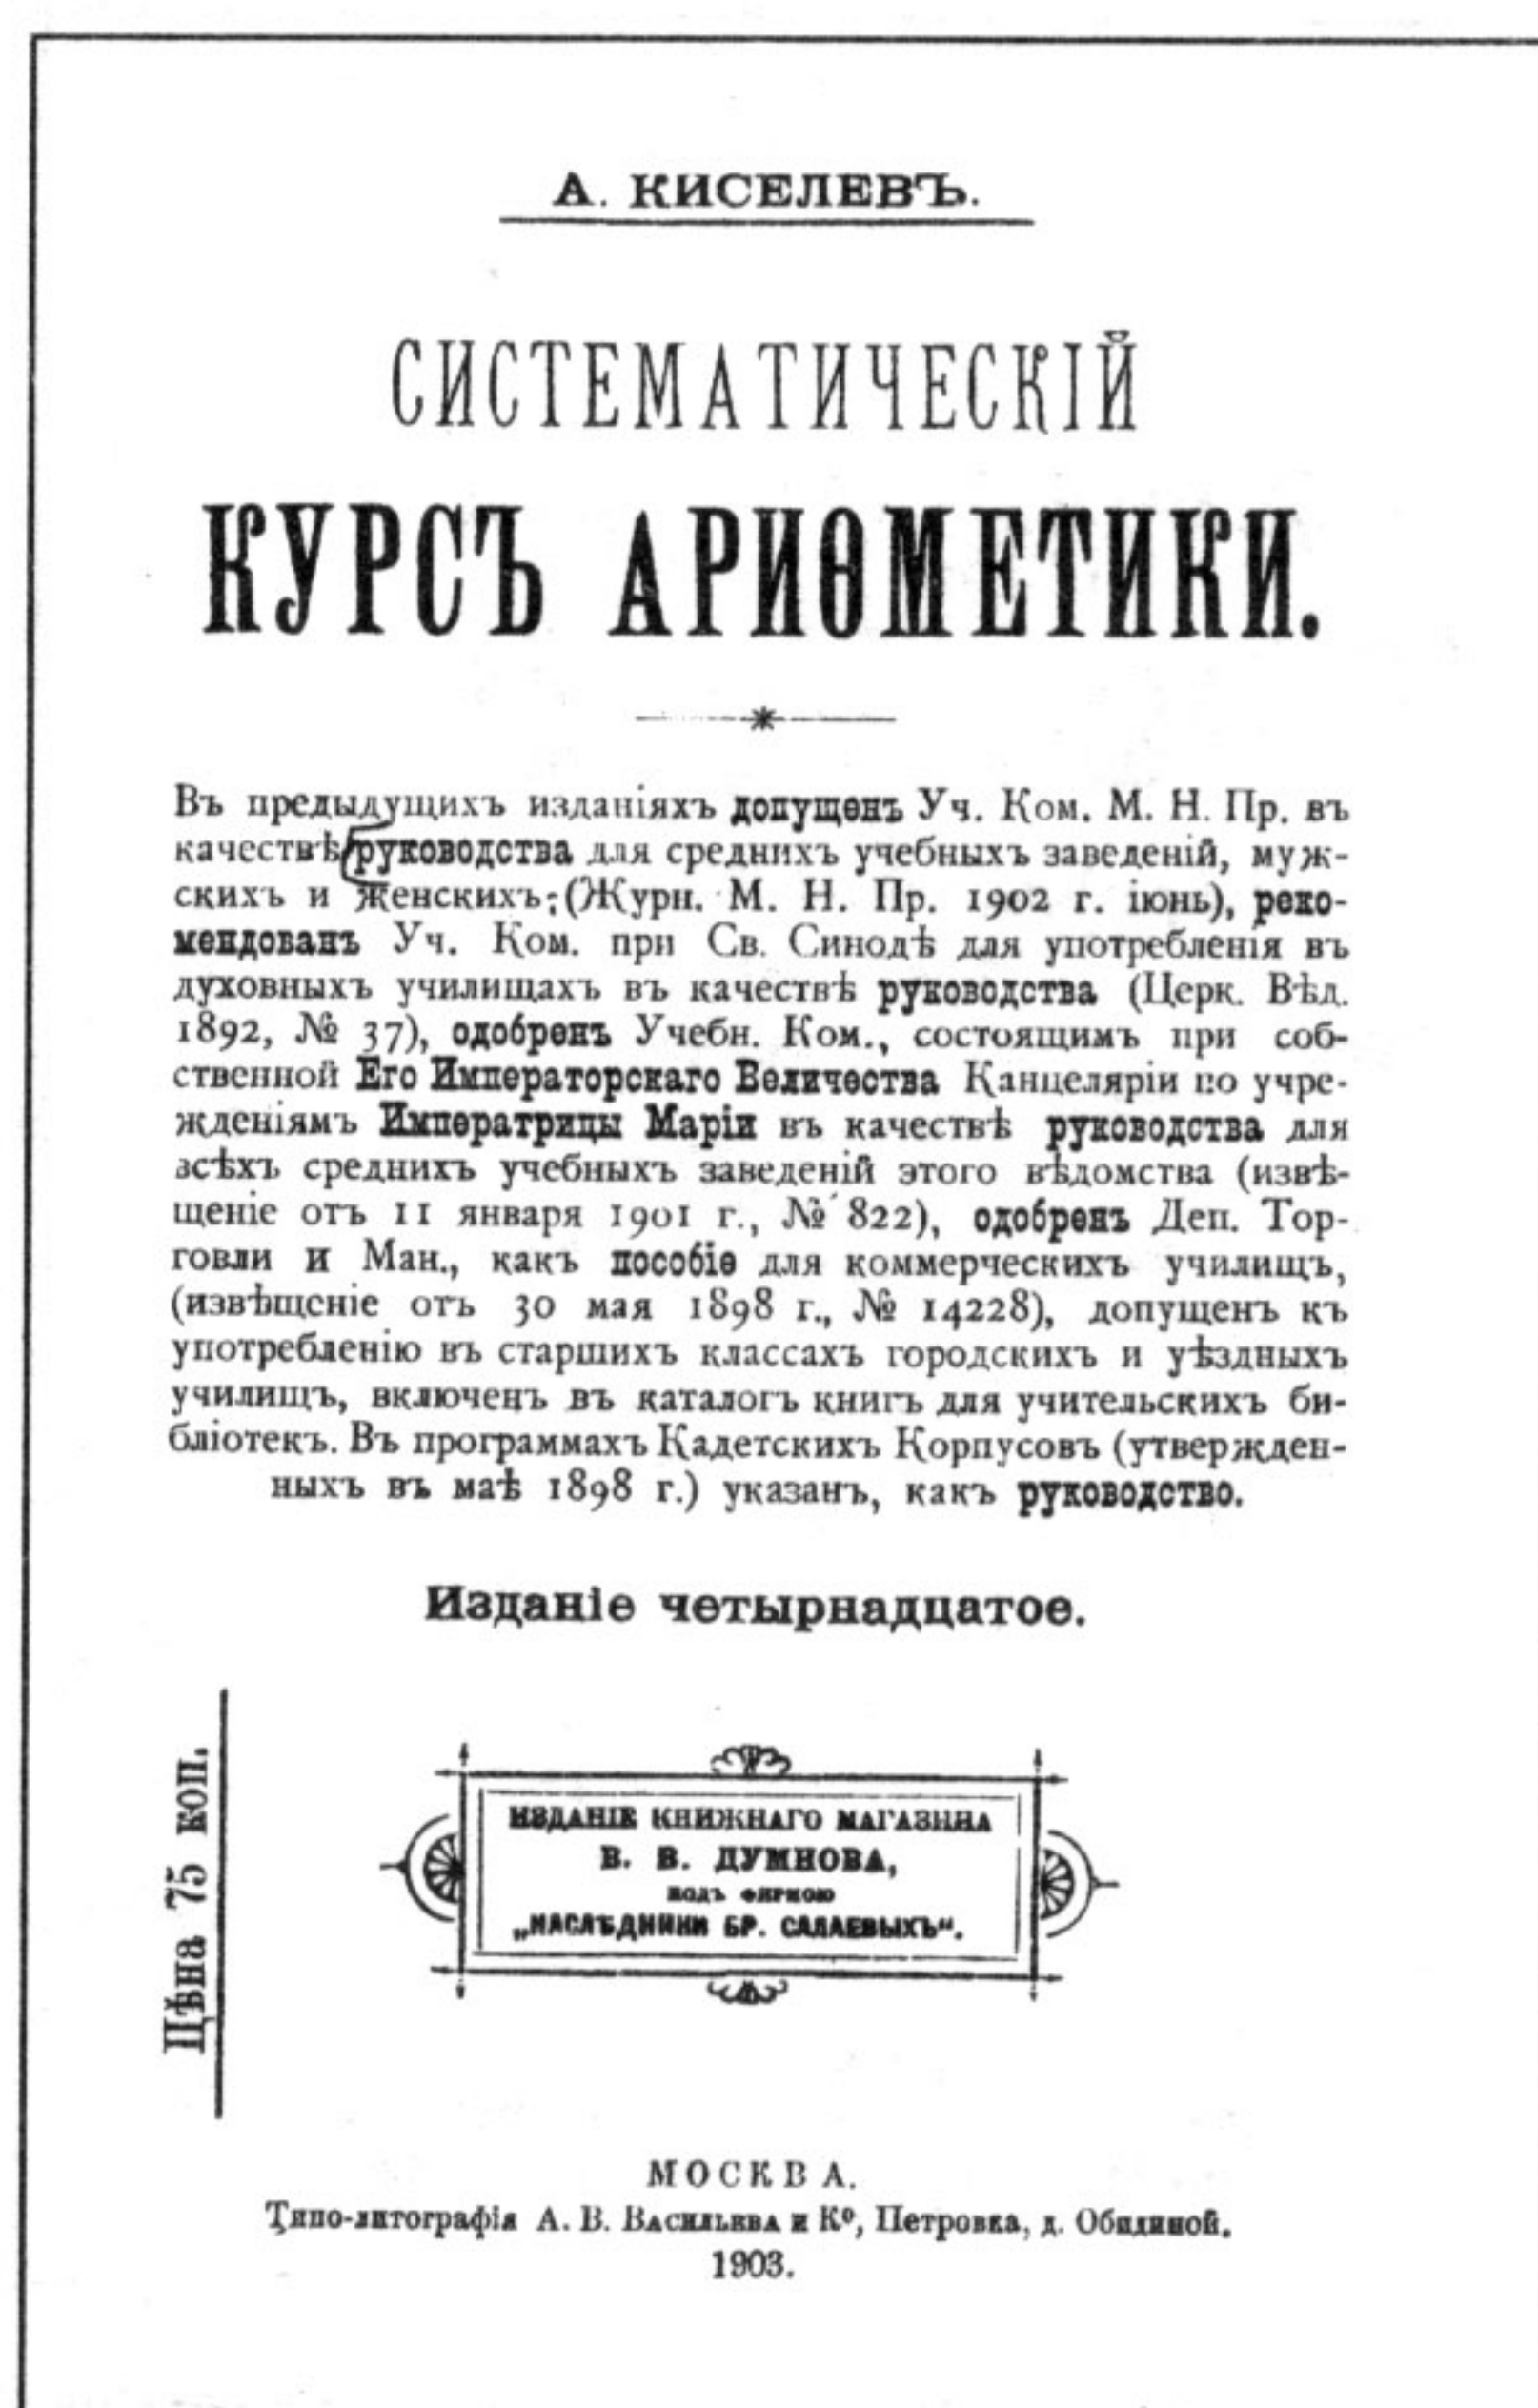 А. КИСЕЛЕВЪ.
СИСТЕМАТИЧЕСКІЙ
КУРСЪ АРИѲМЕТИКИ.
Въ предыдущихъ изданіяхъ допущенъ Уч. Ком. М. Н. Пр. въ
качествѣ руководства для среднихъ учебныхъ заведеній, муж-
скихъ и женскихъ; (Журн. М. Н. Пр. 1902 г. іюнь), реко-
мендованъ Уч. Ком. при Св. Синодѣ для употребленія въ
духовныхъ училищахъ въ качествѣ руководства (Церк. Вѣд.
1892, № 37), одобренъ Учебн. Ком., состоящимъ при соб-
ственной Его Императорскаго Величества Канцеляріи по учре-
жденіямъ Императрицы Маріи въ качествѣ руководства для
всѣхъ среднихъ учебныхъ заведеній этого вѣдомства (извѣ-
щеніе отъ 11 января 1901 г., № 822), одобренъ Деп. Тор-
говли и Ман., какъ пособіе для коммерческихъ училищъ,
(извѣщеніе отъ 30 мая 1898 г., № 14228), допущенъ къ
употребленію въ старшихъ классахъ городскихъ и уѣздныхъ
училищъ, включенъ въ каталогъ книгъ для учительскихъ би-
бліотекъ. Въ программахъ Кадетскихъ Корпусовъ (утвержден-
ныхъ въ маѣ 1898 г.) указанъ, какъ руководство.
Изданіе четырнадцатое.
Цѣна 75 коп.
ИЗДАНІЕ КНИЖНАГО МАГАЗИНА
В. В. ДУМНОВА,
ПОДЪ ФИРМОЮ
„НАСЛѢДНИКИ БР. САЛАЕВЫХЪ“.
МОСКВА.
Типо-литографія А. В. Васильева и Кº, Петровка, д. Обидиной.
1903.